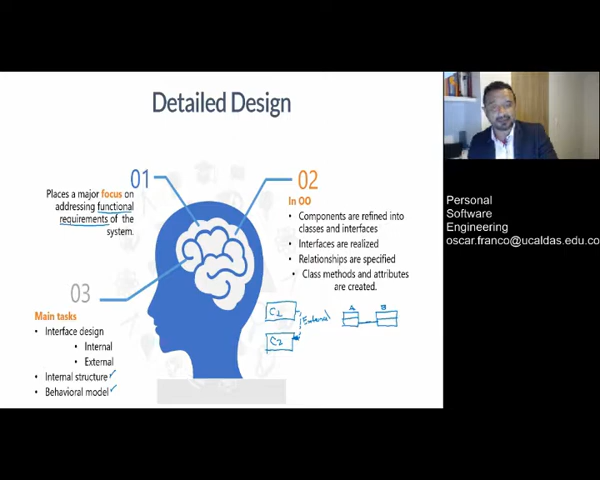 Detailed Design
01
Places a major focus on
addressing functional
requirements of the
system.
02
In OO
• Components are refined into
classes and interfaces
• Interfaces are realized
• Relationships are specified
• Class methods and attributes
are created.
03
Main tasks
• Interface design
• Internal
• External
• Internal structure ✓
• Behavioral model ✓
C1
External
C2
A
B
Personal
Software
Engineering
oscar.franco@ucaldas.edu.co